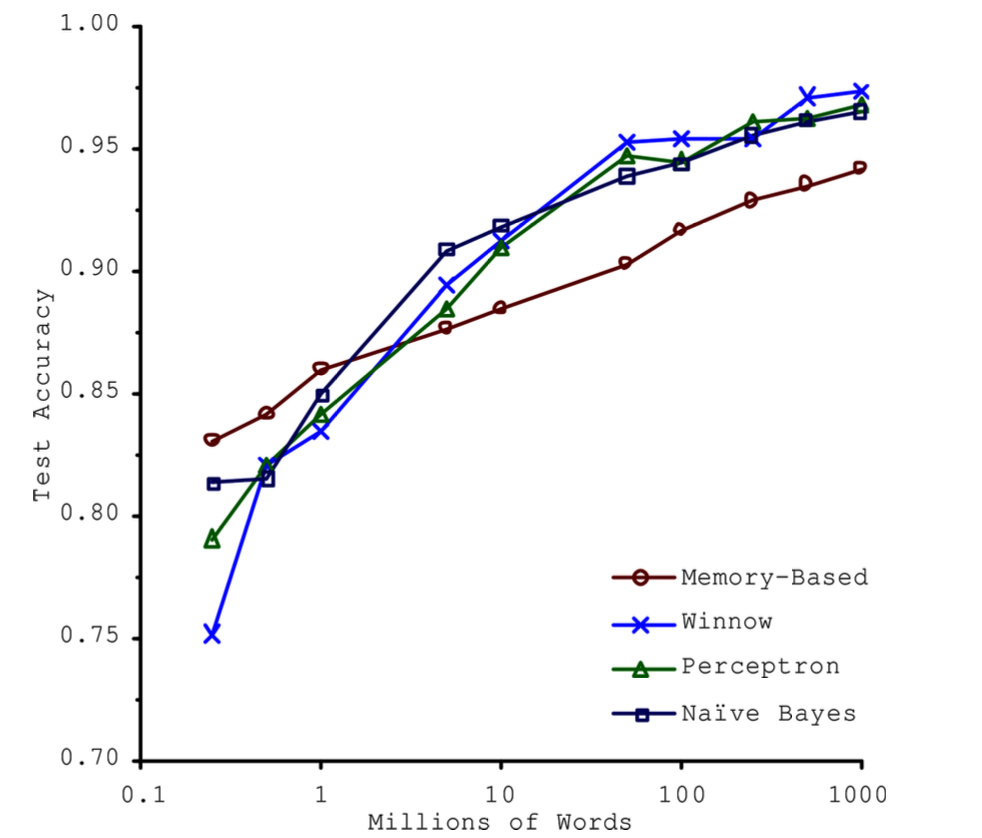 1.00
0.95
0.90
0.85
0.80
0.75
0.70
Test Accuracy
0.1 1 10 100 1000
Millions of Words
Memory-Based
Winnow
Perceptron
Naïve Bayes